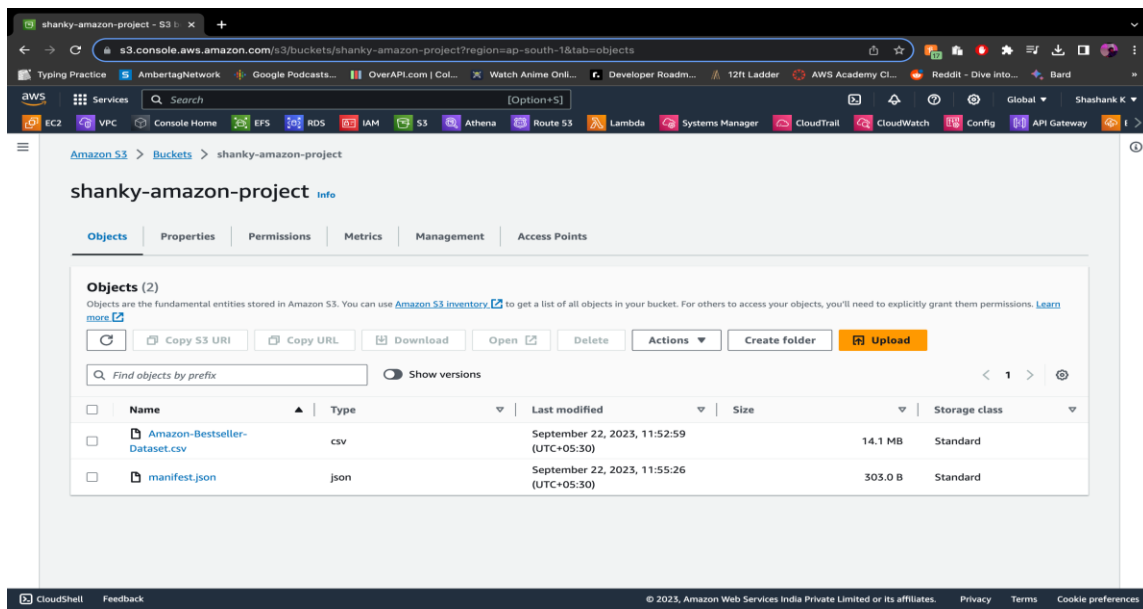 shanky-amazon-project - S3 b
s3.console.aws.amazon.com/s3/buckets/shanky-amazon-project?region=ap-south-1&tab=objects
Typing Practice AmbertagNetwork Google Podcasts... OverAPI.com | Col... Watch Anime Onli... Developer Roadm... 12ft Ladder AWS Academy Cl... Reddit - Dive into... Bard »
aws Services Search [Option+S] Global Shashank K
EC2 VPC Console Home EFS RDS IAM S3 Athena Route 53 Lambda Systems Manager CloudTrail CloudWatch Config API Gateway
Amazon S3 > Buckets > shanky-amazon-project
shanky-amazon-project Info
Objects Properties Permissions Metrics Management Access Points
Objects (2)
Objects are the fundamental entities stored in Amazon S3. You can use Amazon S3 inventory to get a list of all objects in your bucket. For others to access your objects, you'll need to explicitly grant them permissions. Learn
more
Copy S3 URI Copy URL Download Open Delete Actions Create folder Upload
Find objects by prefix Show versions < 1 >
Name Type Last modified Size Storage class
Amazon-Bestseller-
Dataset.csv csv September 22, 2023, 11:52:59
(UTC+05:30) 14.1 MB Standard
manifest.json json September 22, 2023, 11:55:26
(UTC+05:30) 303.0 B Standard
CloudShell Feedback © 2023, Amazon Web Services India Private Limited or its affiliates. Privacy Terms Cookie preferences